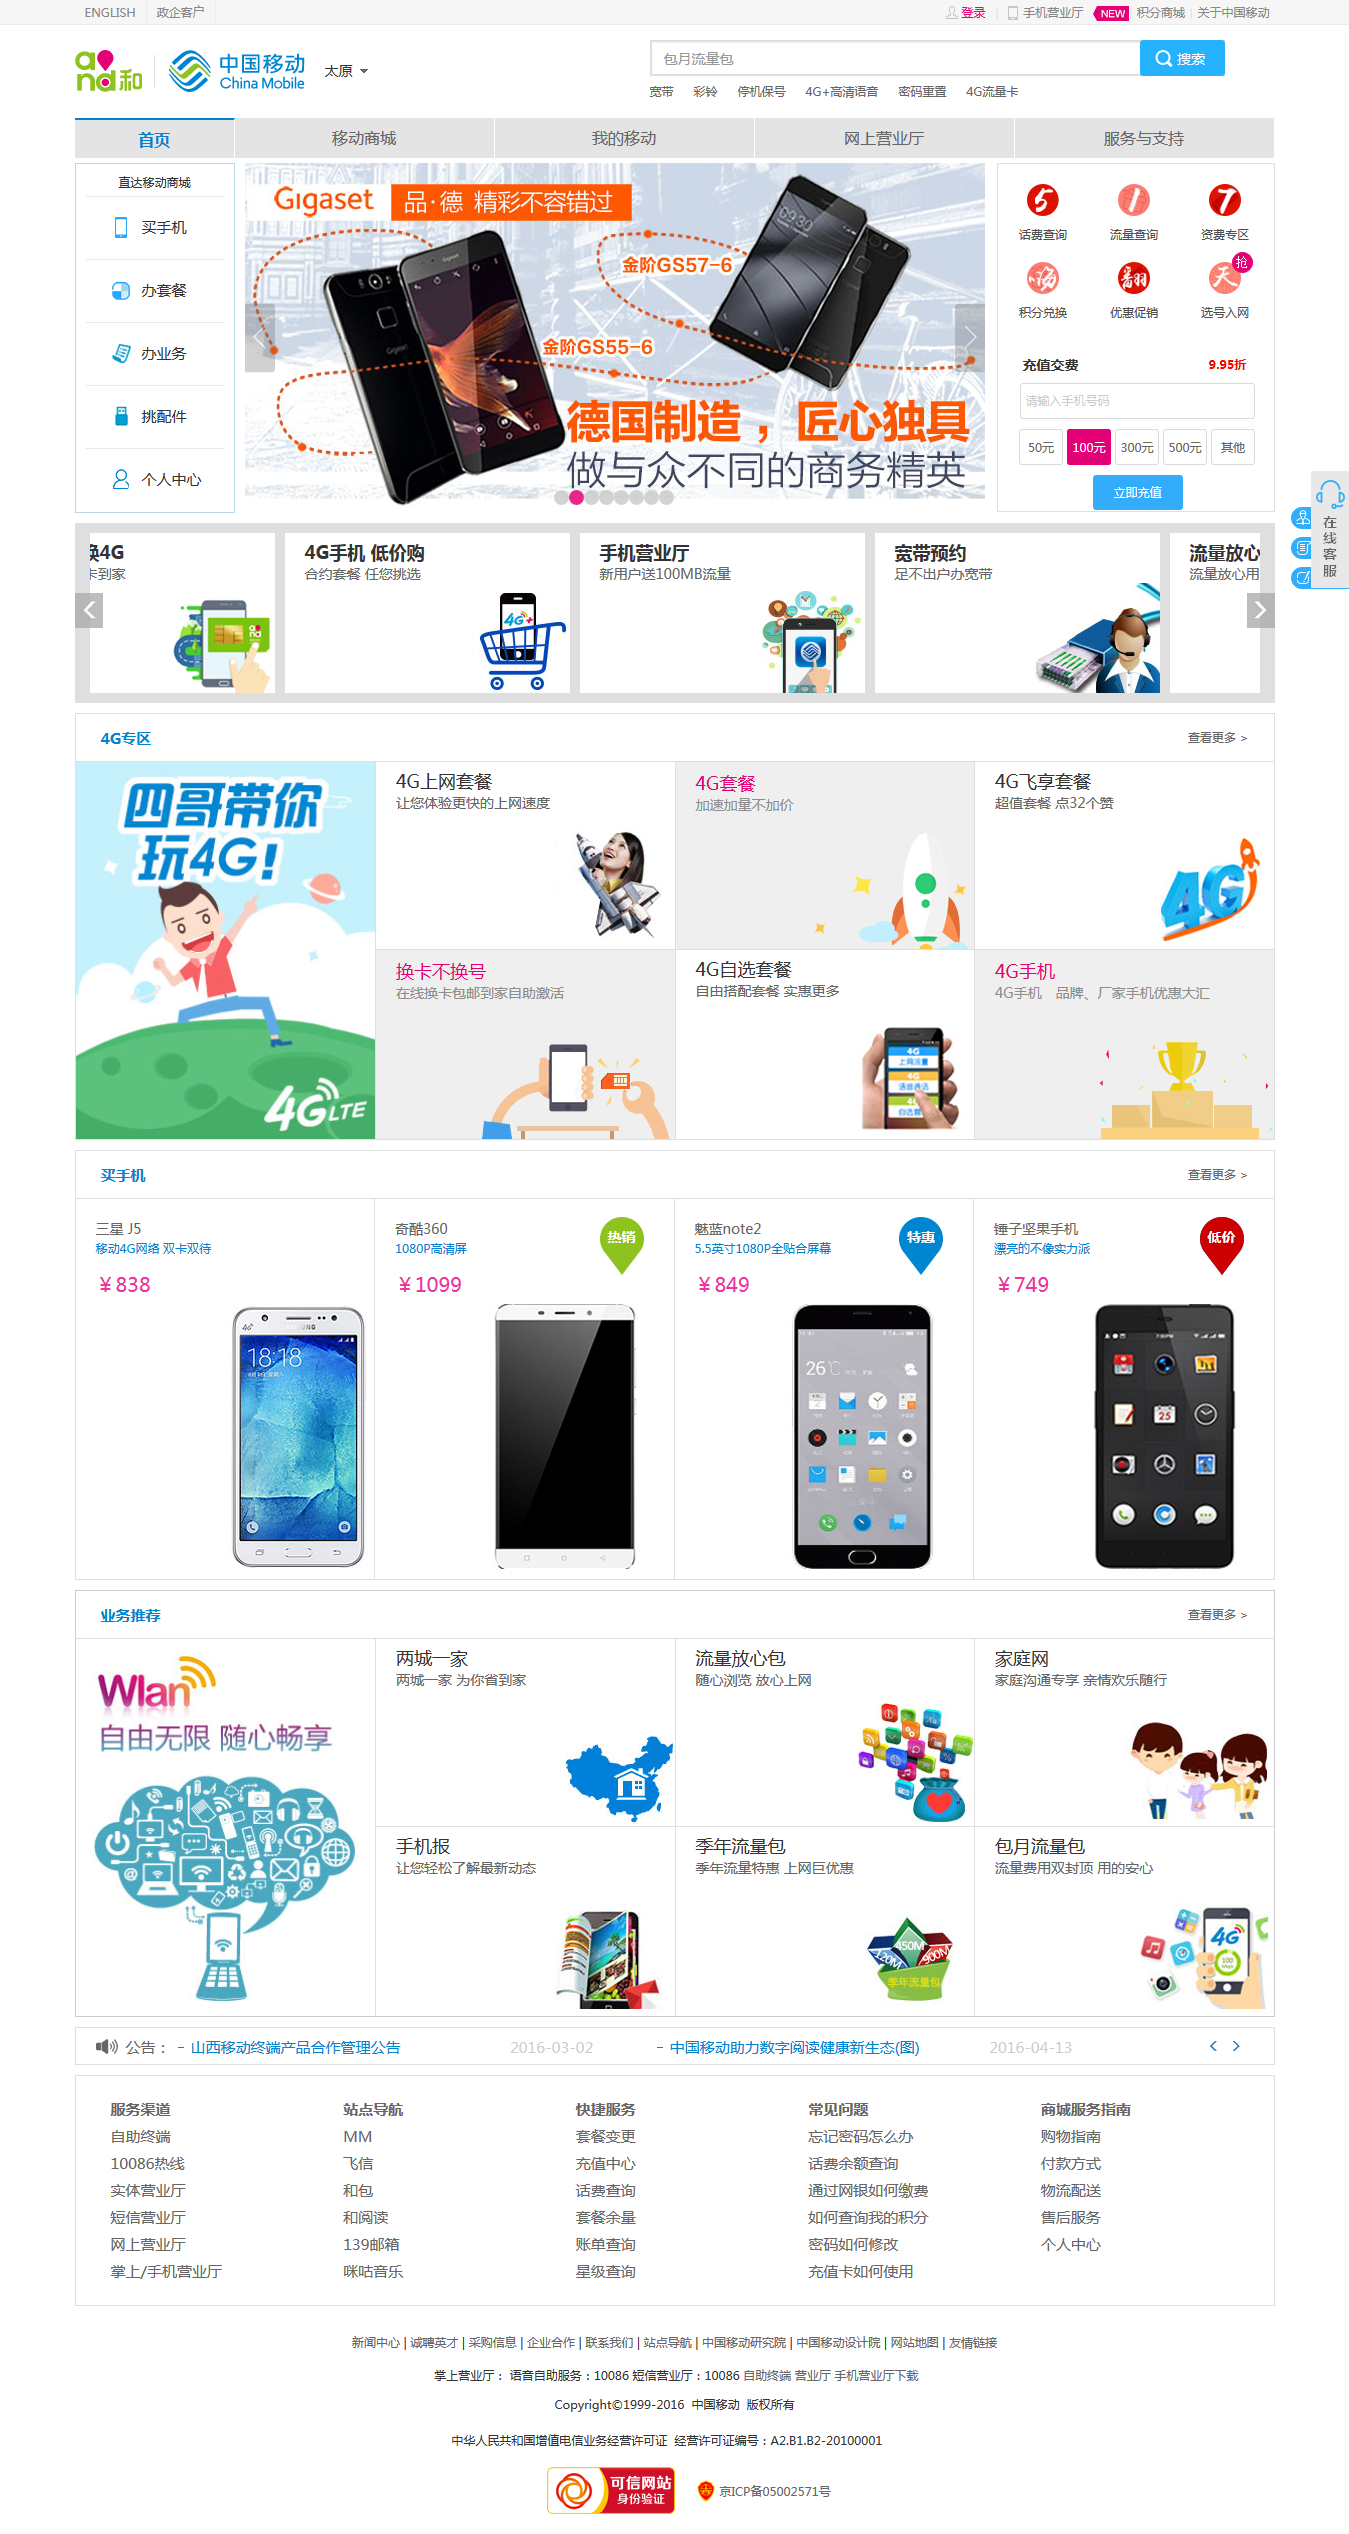 ENGLISH 政企客户 登录 手机营业厅 NEW 积分商城 关于中国移动
and和 中国移动 China Mobile 太原
包月流量包 搜索
宽带 彩铃 停机保号 4G+高清语音 密码重置 4G流量卡
首页 移动商城 我的移动 网上营业厅 服务与支持
直达移动商城
买手机
办套餐
办业务
挑配件
个人中心
Gigaset 品·德 精彩不容错过
金阶GS57-6
金阶GS55-6
德国制造，匠心独具
做与众不同的商务精英
5 1 7
话费查询 流量查询 资费专区
嗨 翻 天 抢
积分兑换 优惠促销 选号入网
充值交费 9.95折
请输入手机号码
50元 100元 300元 500元 其他
立即充值
在线客服
换4G
卡到家
4G手机 低价购
合约套餐 任您挑选
手机营业厅
新用户送100MB流量
宽带预约
足不出户办宽带
流量放心
流量放心用
4G专区 查看更多 >
四哥带你
玩4G!
4G LTE
4G上网套餐
让您体验更快的上网速度
4G套餐
加速加量不加价
4G飞享套餐
超值套餐 点32个赞
4G
换卡不换号
在线换卡包邮到家自助激活
4G自选套餐
自由搭配套餐 实惠更多
4G
上网流量
4G
语音通话
4G
4G手机
4G手机 品牌、厂家手机优惠大汇
买手机 查看更多 >
三星 J5
移动4G网络 双卡双待
¥838
18:18
奇酷360
1080P高清屏
¥1099
热销
魅蓝note2
5.5英寸1080P全贴合屏幕
¥849
特惠
26℃
锤子坚果手机
漂亮的不像实力派
¥749
低价
25
业务推荐 查看更多 >
Wlan
自由无限 随心畅享
两城一家
两城一家 为你省到家
流量放心包
随心浏览 放心上网
家庭网
家庭沟通专享 亲情欢乐随行
手机报
让您轻松了解最新动态
季年流量包
季年流量特惠 上网巨优惠
120M 450M 900M
季年流量包
包月流量包
流量费用双封顶 用的安心
4G
公告： - 山西移动终端产品合作管理公告 2016-03-02 - 中国移动助力数字阅读健康新生态(图) 2016-04-13
服务渠道 站点导航 快捷服务 常见问题 商城服务指南
自助终端 MM 套餐变更 忘记密码怎么办 购物指南
10086热线 飞信 充值中心 话费余额查询 付款方式
实体营业厅 和包 话费查询 通过网银如何缴费 物流配送
短信营业厅 和阅读 套餐余量 如何查询我的积分 售后服务
网上营业厅 139邮箱 账单查询 密码如何修改 个人中心
掌上/手机营业厅 咪咕音乐 星级查询 充值卡如何使用
新闻中心 | 诚聘英才 | 采购信息 | 企业合作 | 联系我们 | 站点导航 | 中国移动研究院 | 中国移动设计院 | 网站地图 | 友情链接
掌上营业厅： 语音自助服务：10086 短信营业厅：10086 自助终端 营业厅 手机营业厅下载
Copyright©1999-2016 中国移动 版权所有
中华人民共和国增值电信业务经营许可证 经营许可证编号：A2.B1.B2-20100001
可信网站
身份验证
京ICP备05002571号